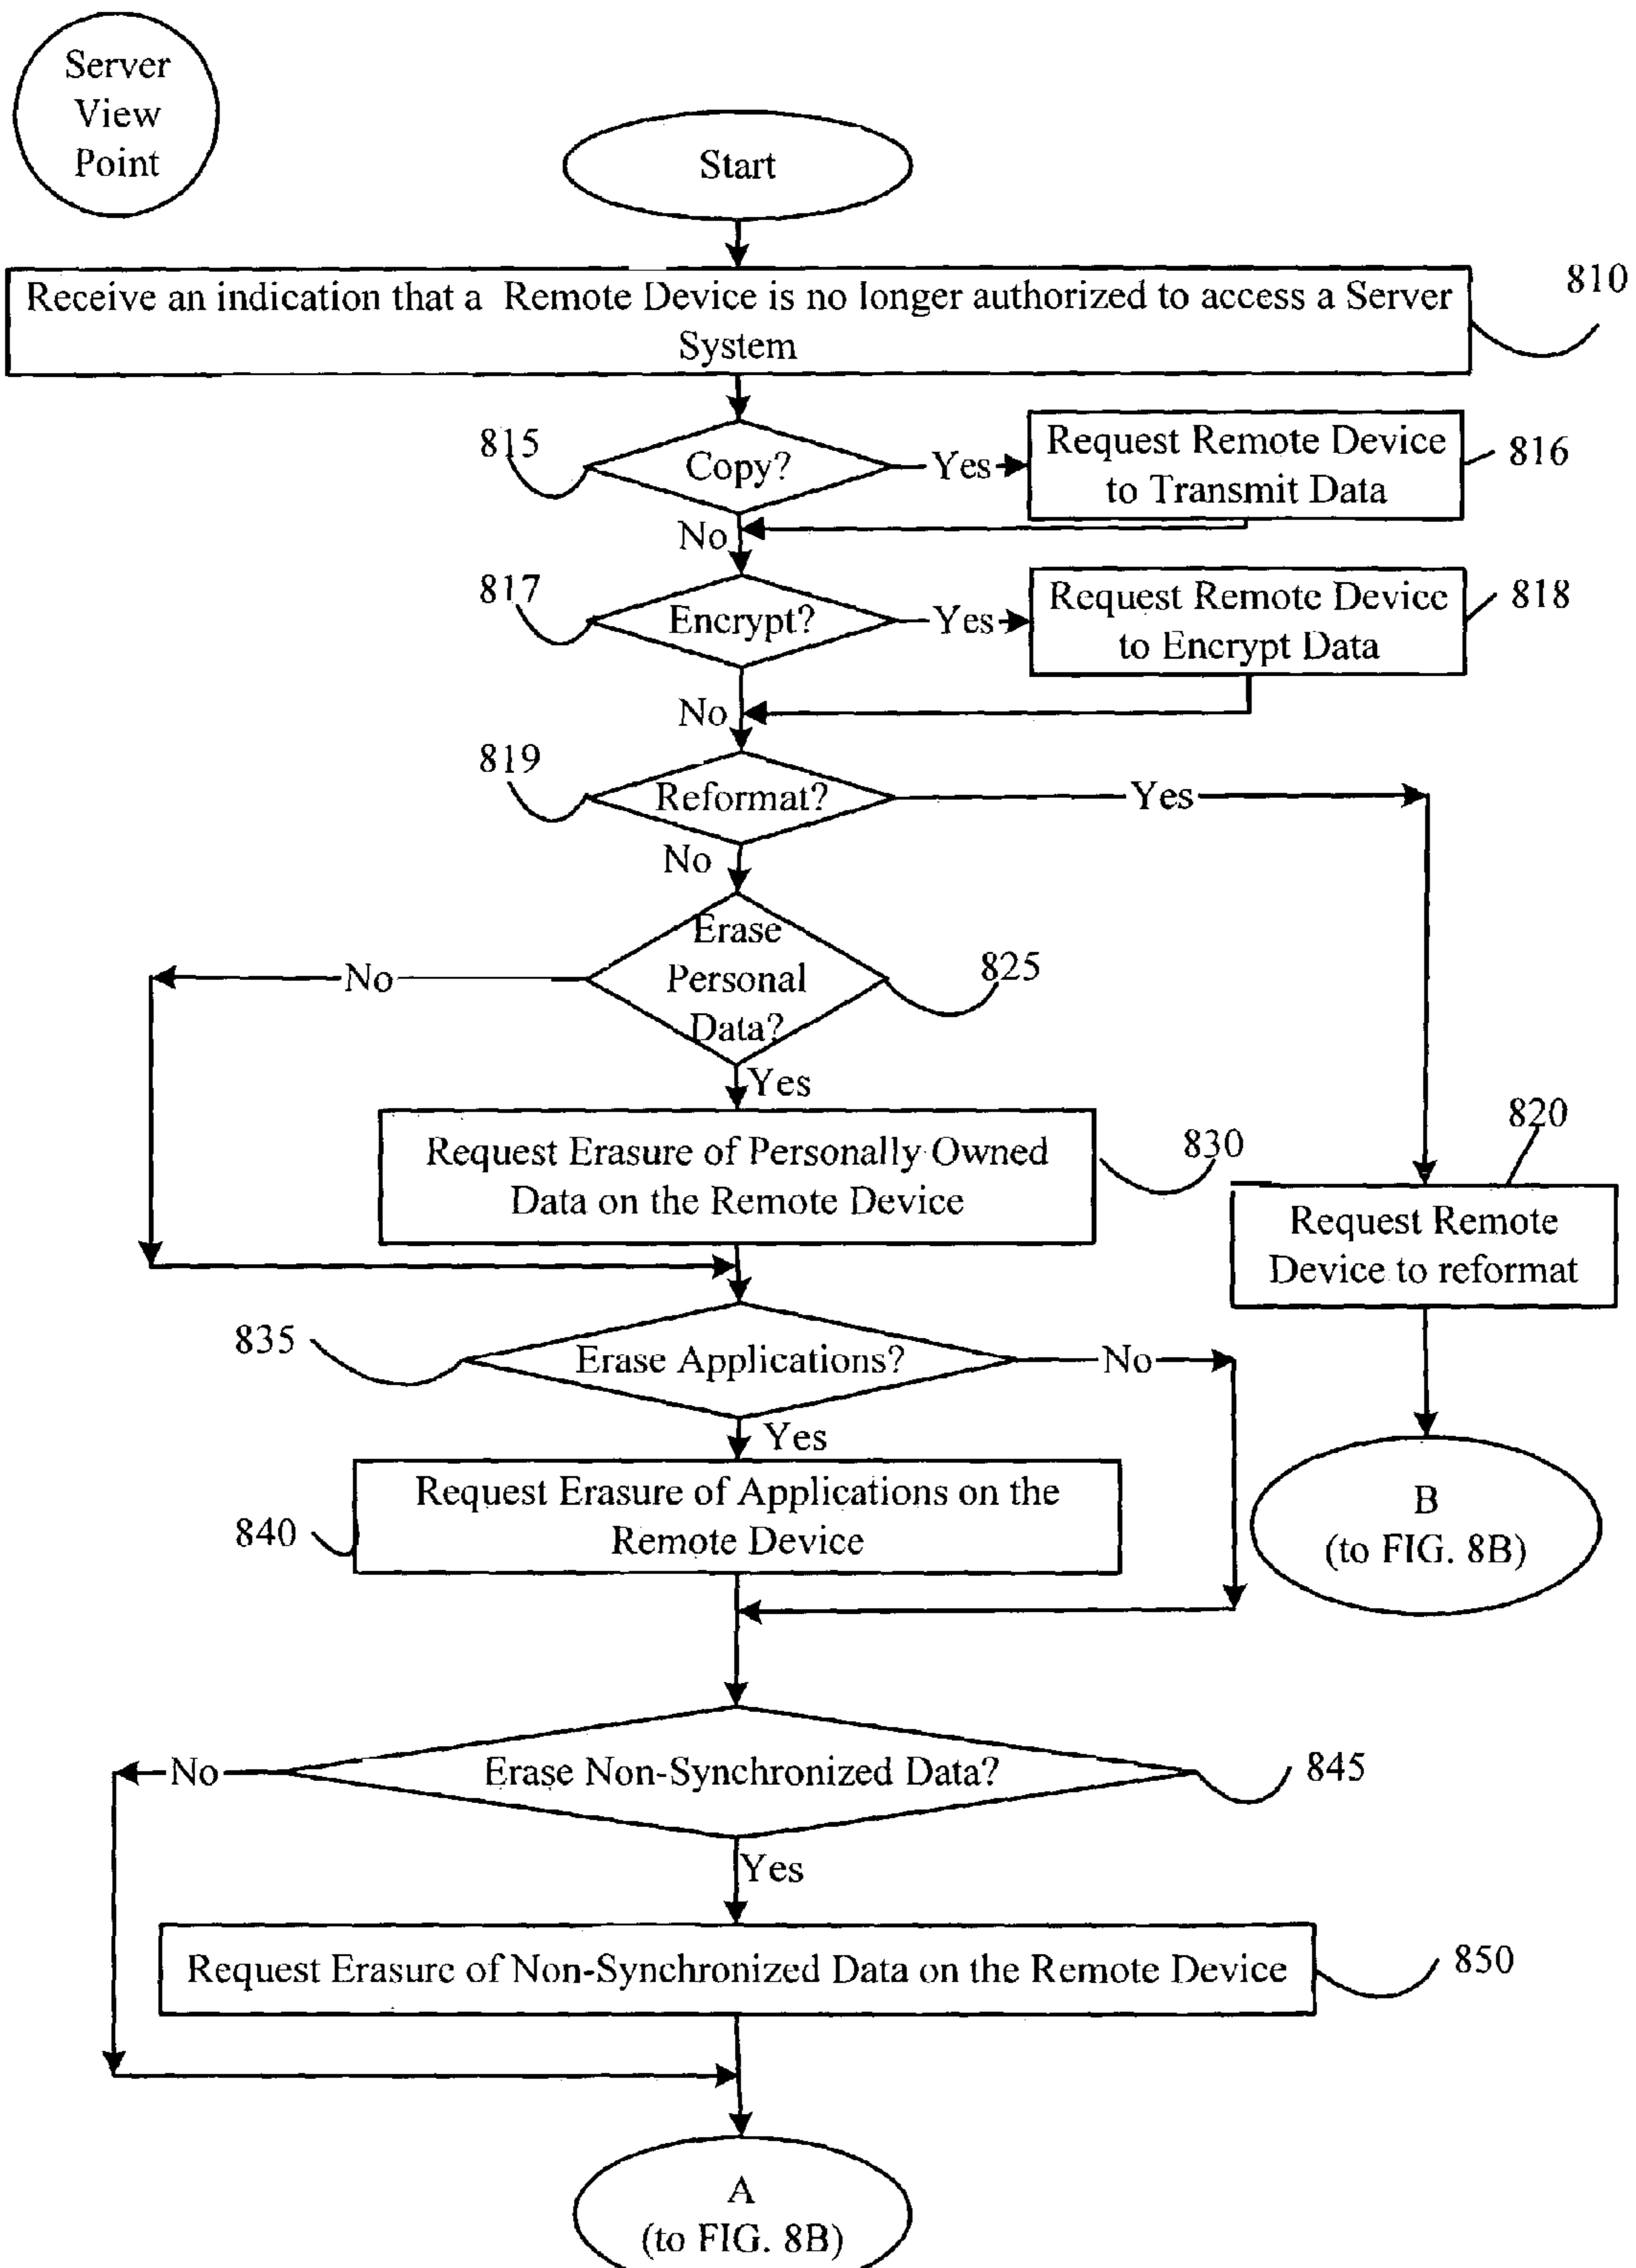 Server
View
Point
Start
Receive an indication that a Remote Device is no longer authorized to access a Server
System
810
815
Copy?
Yes
Request Remote Device
to Transmit Data
816
No
817
Encrypt?
Yes
Request Remote Device
to Encrypt Data
818
No
819
Reformat?
Yes
No
Erase
Personal
Data?
No
825
Yes
Request Erasure of Personally Owned
Data on the Remote Device
830
820
Request Remote
Device to reformat
835
Erase Applications?
No
Yes
Request Erasure of Applications on the
Remote Device
840
B
(to FIG. 8B)
No
Erase Non-Synchronized Data?
845
Yes
Request Erasure of Non-Synchronized Data on the Remote Device
850
A
(to FIG. 8B)